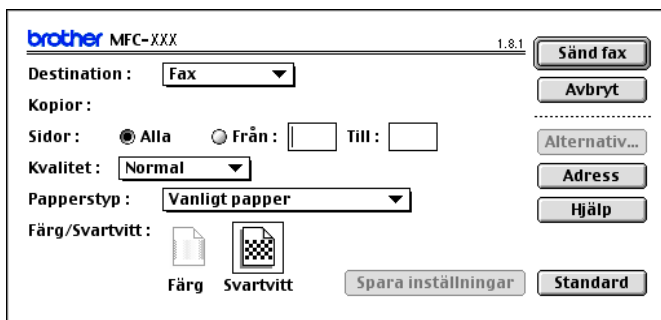 brother MFC-XXX 1.8.1 Sänd fax
Destination : Fax Avbryt
Kopior :
Sidor : Alla Från : Till : Alternativ...
Kvalitet : Normal Adress
Papperstyp : Vanligt papper Hjälp
Färg/Svartvitt :
Färg Svartvitt Spara inställningar Standard